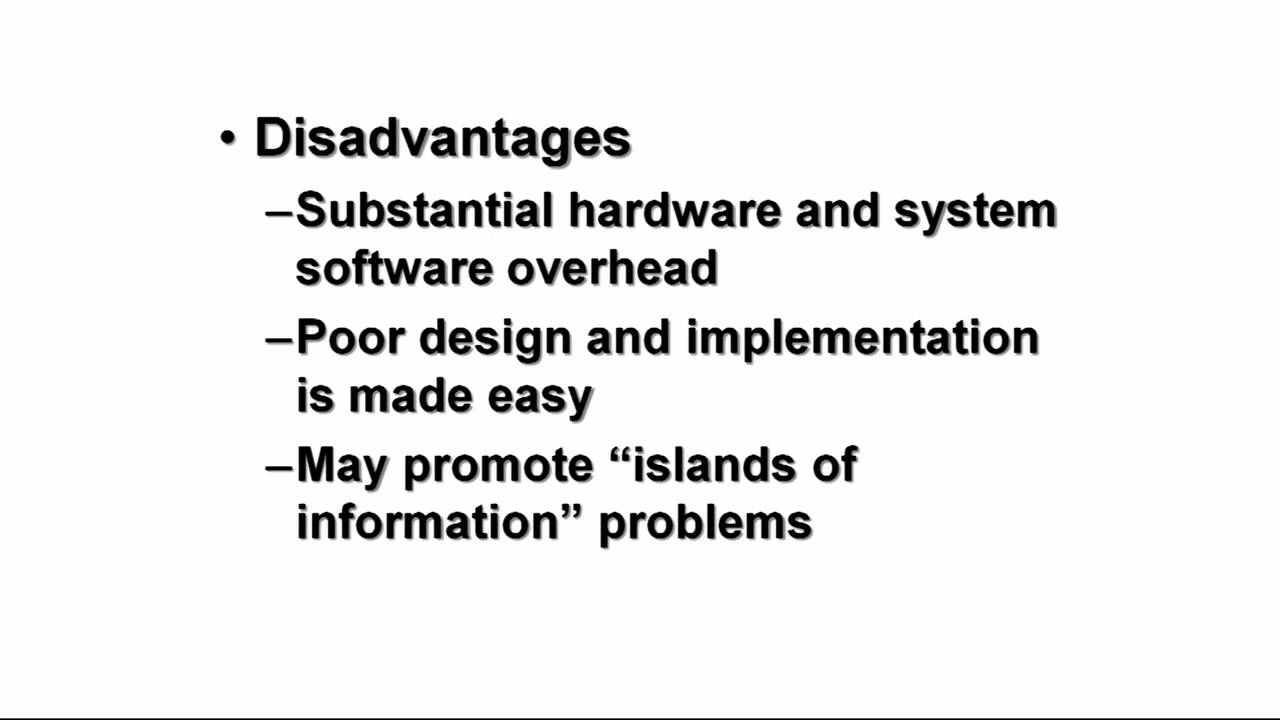 • Disadvantages
–Substantial hardware and system
software overhead
–Poor design and implementation
is made easy
–May promote “islands of
information” problems